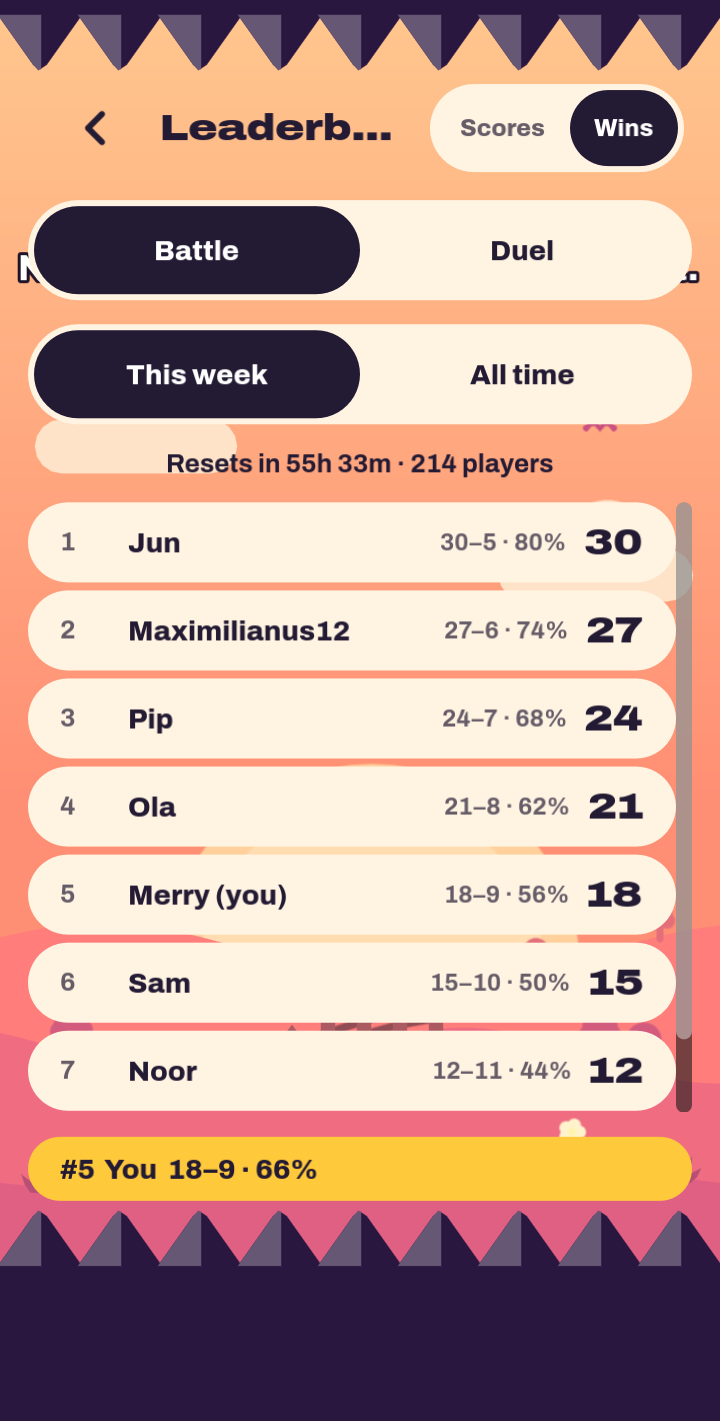 Leaderb...
Scores
Wins
Battle
Duel
This week
All time
Resets in 55h 33m · 214 players
1 Jun 30–5 · 80% 30
2 Maximilianus12 27–6 · 74% 27
3 Pip 24–7 · 68% 24
4 Ola 21–8 · 62% 21
5 Merry (you) 18–9 · 56% 18
6 Sam 15–10 · 50% 15
7 Noor 12–11 · 44% 12
#5 You 18–9 · 66%